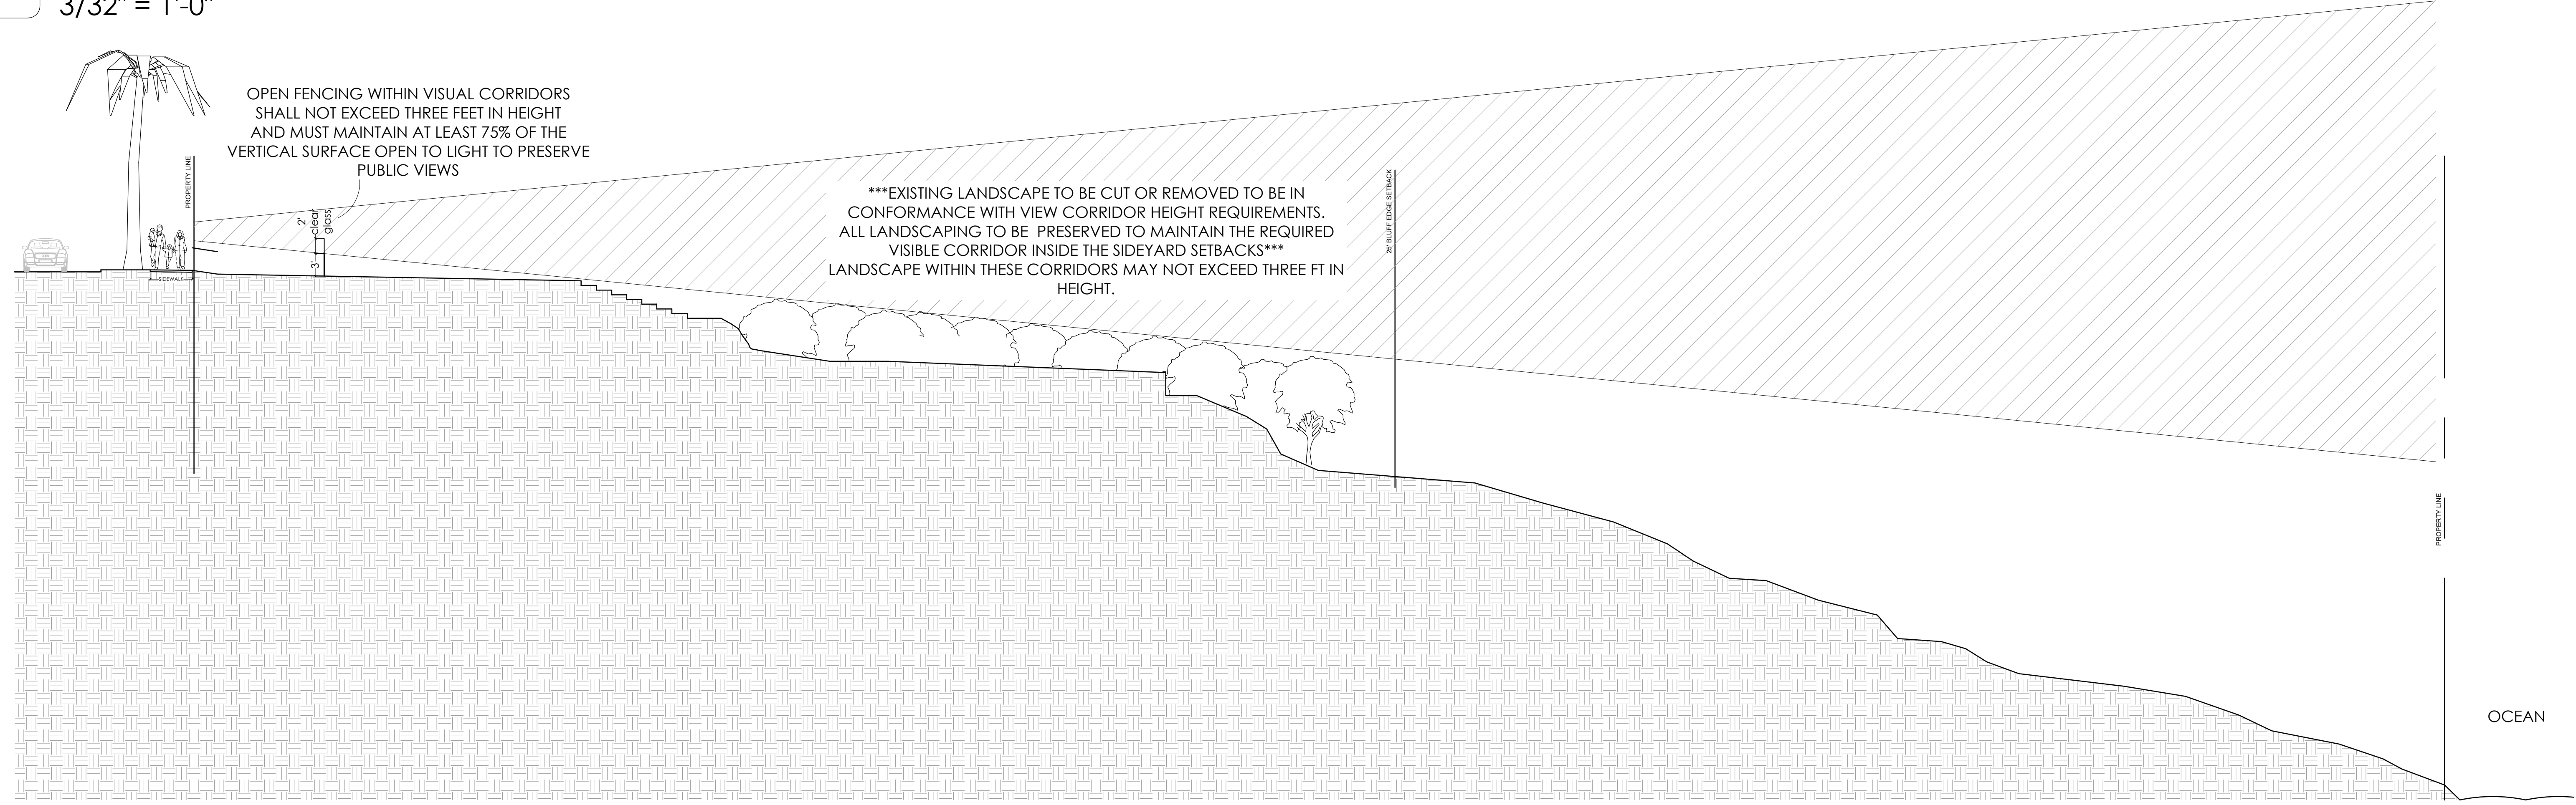 3/32" = 1'-0"
OPEN FENCING WITHIN VISUAL CORRIDORS
SHALL NOT EXCEED THREE FEET IN HEIGHT
AND MUST MAINTAIN AT LEAST 75% OF THE
VERTICAL SURFACE OPEN TO LIGHT TO PRESERVE
PUBLIC VIEWS
PROPERTY LINE
2'
clear
glass
3'
SIDEWALK
***EXISTING LANDSCAPE TO BE CUT OR REMOVED TO BE IN
CONFORMANCE WITH VIEW CORRIDOR HEIGHT REQUIREMENTS.
ALL LANDSCAPING TO BE PRESERVED TO MAINTAIN THE REQUIRED
VISIBLE CORRIDOR INSIDE THE SIDEYARD SETBACKS***
LANDSCAPE WITHIN THESE CORRIDORS MAY NOT EXCEED THREE FT IN
HEIGHT.
25' BLUFF EDGE SETBACK
PROPERTY LINE
OCEAN